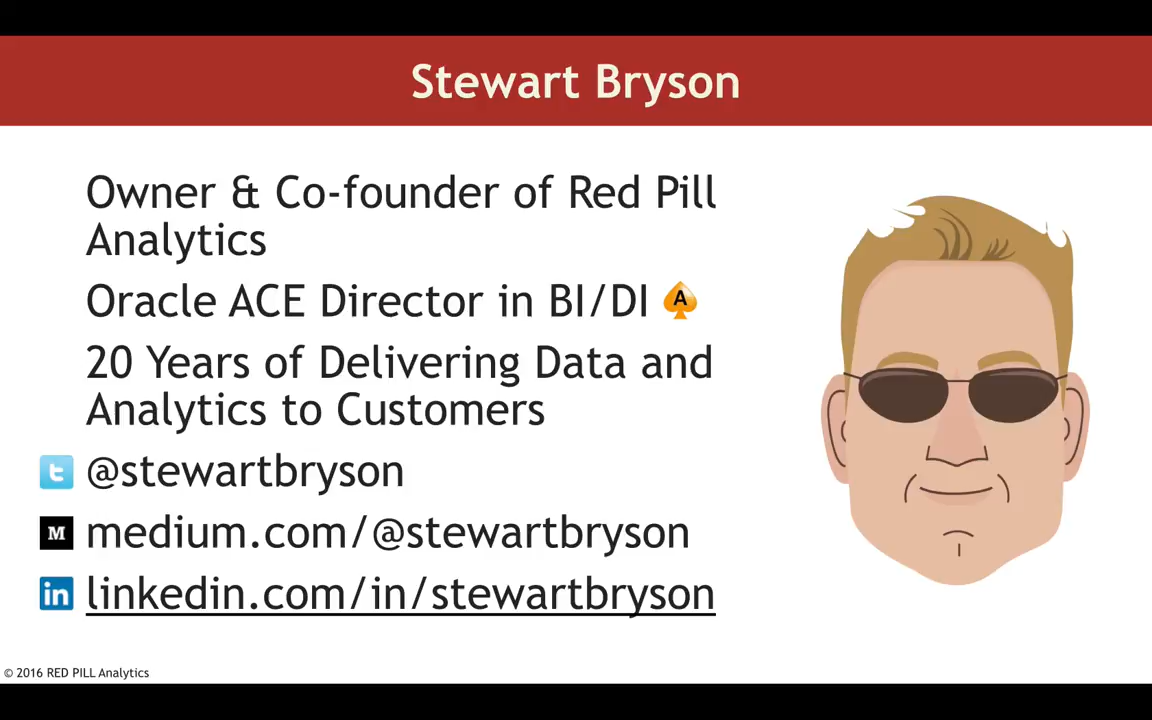 Stewart Bryson
Owner & Co-founder of Red Pill
Analytics
Oracle ACE Director in BI/DI A
20 Years of Delivering Data and
Analytics to Customers
t @stewartbryson
M medium.com/@stewartbryson
in linkedin.com/in/stewartbryson
© 2016 RED PILL Analytics